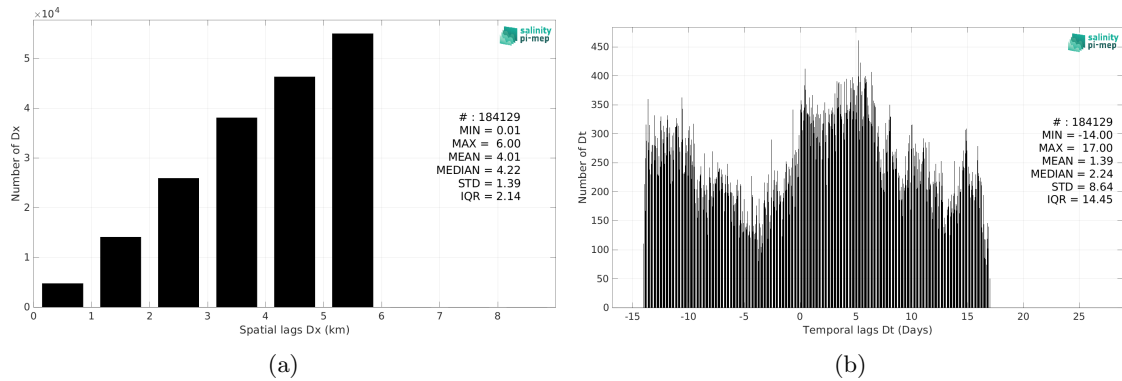 ×10⁴
5
4
3
2
1
0
Number of Dx
0 1 2 3 4 5 6 7 8
Spatial lags Dx (km)
salinity
pi-mep
# : 184129
MIN = 0.01
MAX = 6.00
MEAN = 4.01
MEDIAN = 4.22
STD = 1.39
IQR = 2.14
(a)
450
400
350
300
250
200
150
100
50
0
Number of Dt
-15 -10 -5 0 5 10 15 20 25
Temporal lags Dt (Days)
salinity
pi-mep
# : 184129
MIN = -14.00
MAX = 17.00
MEAN = 1.39
MEDIAN = 2.24
STD = 8.64
IQR = 14.45
(b)